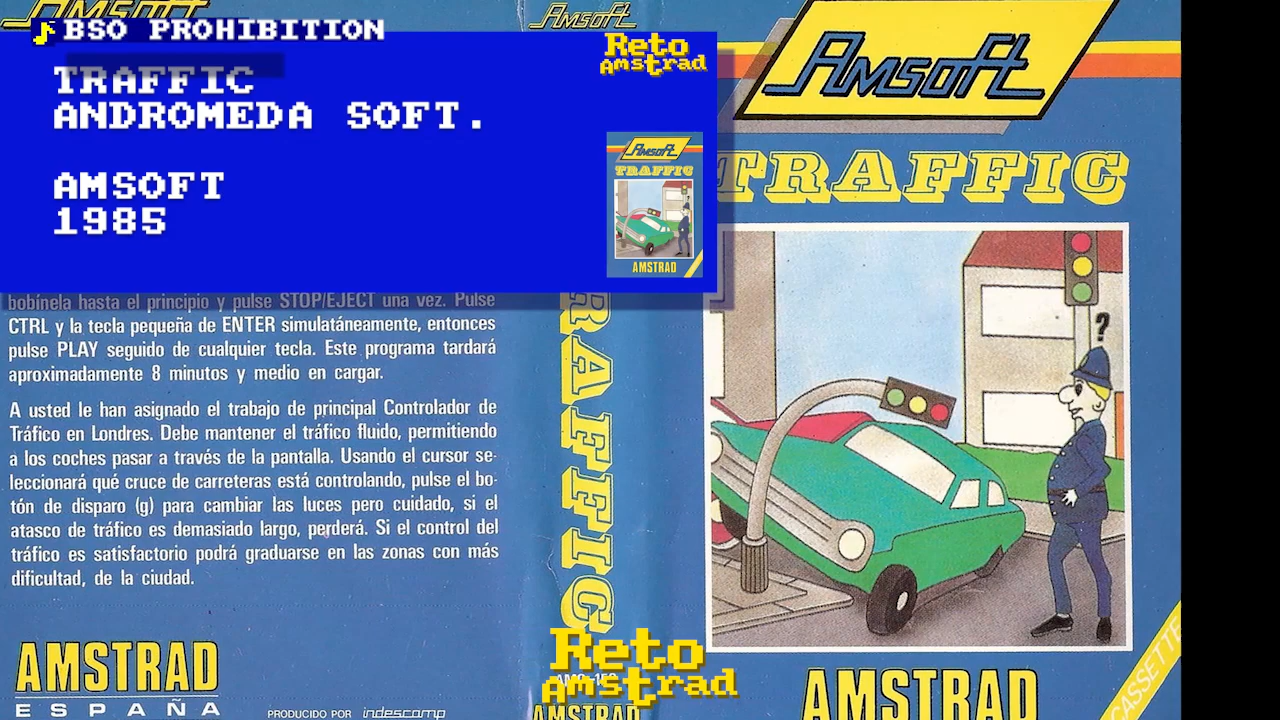 Amsoft
Amsoft
BSO PROHIBITION
TRAFFIC
ANDROMEDA SOFT.
AMSOFT
1985
Reto
Amstrad
Amsoft
TRAFFIC
AMSTRAD
Amsoft
TRAFFIC
?
bobínela hasta el principio y pulse STOP/EJECT una vez. Pulse
CTRL y la tecla pequeña de ENTER simulatáneamente, entonces
pulse PLAY seguido de cualquier tecla. Este programa tardará
aproximadamente 8 minutos y medio en cargar.
A usted le han asignado el trabajo de principal Controlador de
Tráfico en Londres. Debe mantener el tráfico fluido, permitiendo
a los coches pasar a través de la pantalla. Usando el cursor se-
leccionará qué cruce de carreteras está controlando, pulse el bo-
tón de disparo (g) para cambiar las luces pero cuidado, si el
atasco de tráfico es demasiado largo, perderá. Si el control del
tráfico es satisfactorio podrá graduarse en las zonas con más
dificultad, de la ciudad.
AMSTRAD
ESPAÑA
PRODUCIDO POR indescomp
RAFFIC
Reto
Amstrad
AMSTRAD
AMSTRAD
CASSETTE